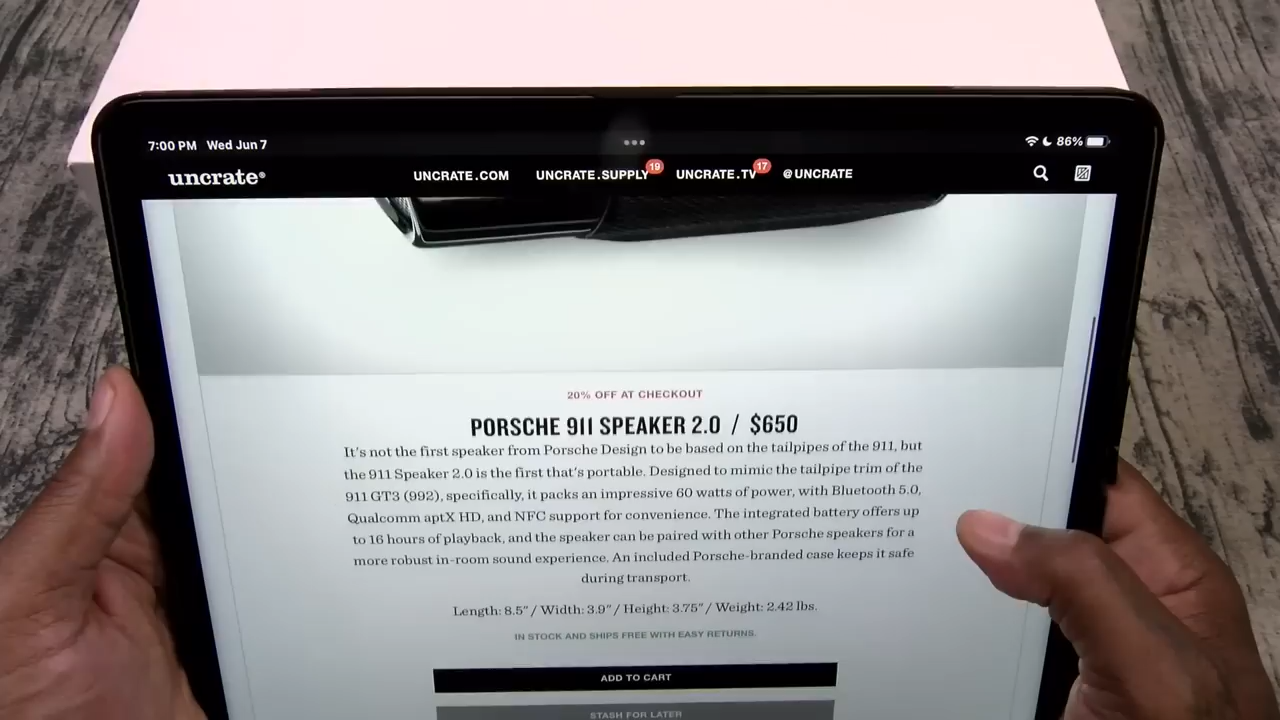 7:00 PM Wed Jun 7
86%
uncrate®
UNCRATE.COM UNCRATE.SUPPLY 19 UNCRATE.TV 17 @UNCRATE
20% OFF AT CHECKOUT
PORSCHE 911 SPEAKER 2.0 / $650
It's not the first speaker from Porsche Design to be based on the tailpipes of the 911, but
the 911 Speaker 2.0 is the first that's portable. Designed to mimic the tailpipe trim of the
911 GT3 (992), specifically, it packs an impressive 60 watts of power, with Bluetooth 5.0,
Qualcomm aptX HD, and NFC support for convenience. The integrated battery offers up
to 16 hours of playback, and the speaker can be paired with other Porsche speakers for a
more robust in-room sound experience. An included Porsche-branded case keeps it safe
during transport.
Length: 8.5" / Width: 3.9" / Height: 3.75" / Weight: 2.42 lbs.
IN STOCK AND SHIPS FREE WITH EASY RETURNS.
ADD TO CART
STASH FOR LATER